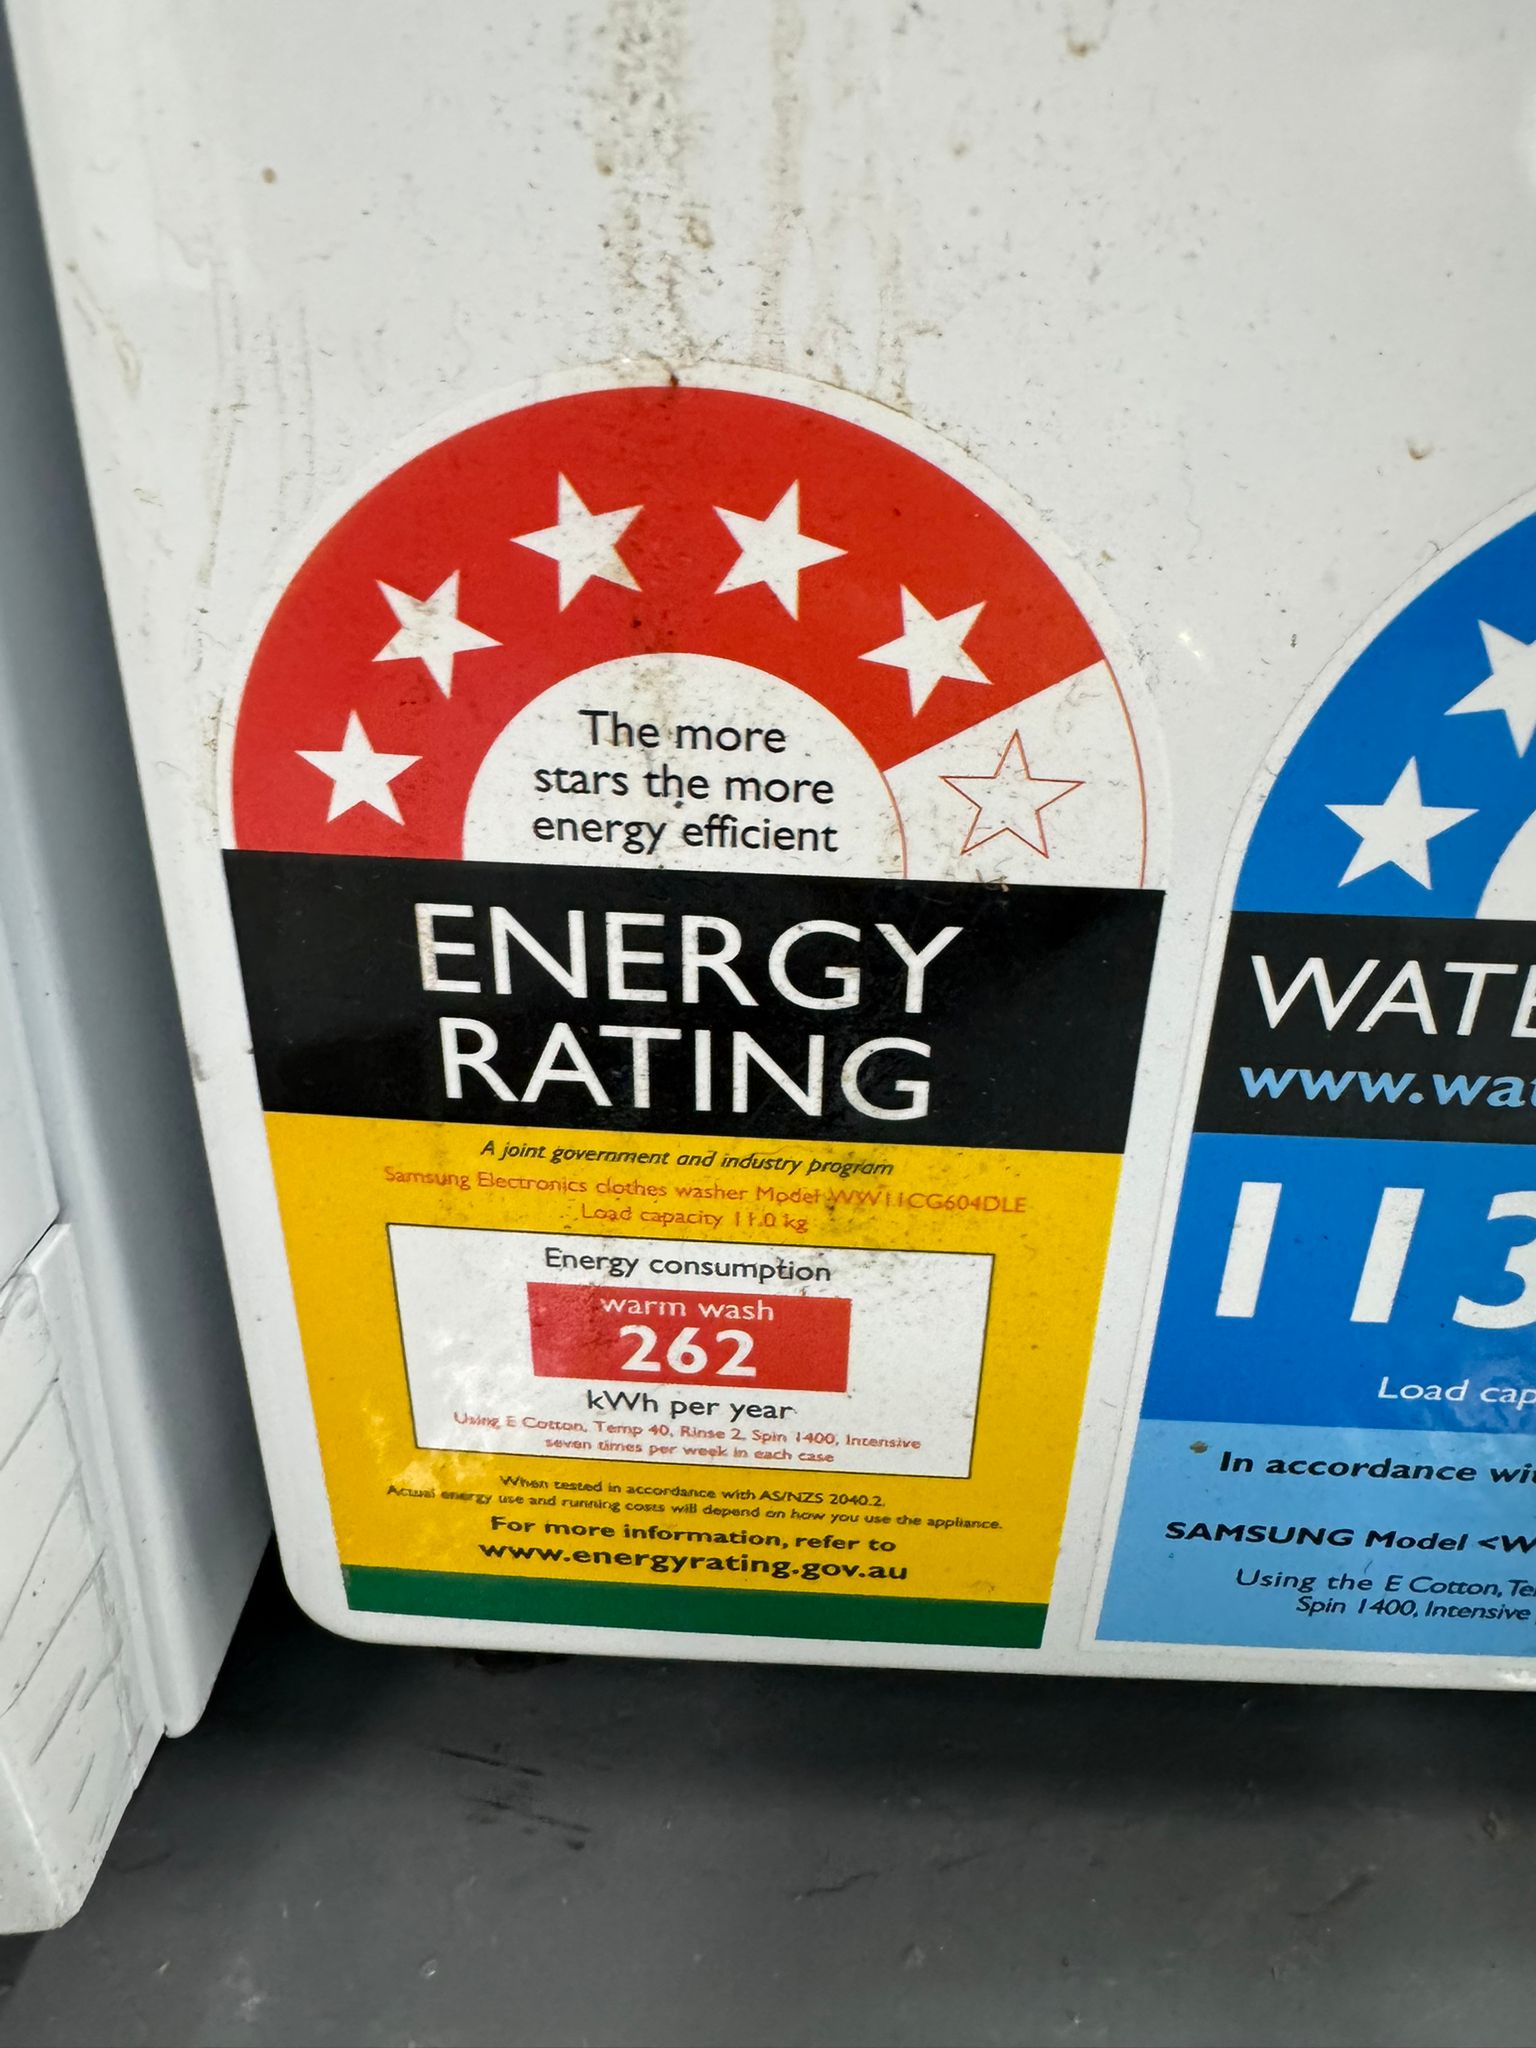 The more
stars the more
energy efficient
ENERGY
RATING
A joint government and industry program
Samsung Electronics clothes washer Model WW11CG604DLE
Load capacity 11.0 kg
Energy consumption
warm wash
262
kWh per year
Using E Cotton, Temp 40, Rinse 2, Spin 1400, Intensive
seven times per week in each case
When tested in accordance with AS/NZS 2040.2.
Actual energy use and running costs will depend on how you use the appliance.
For more information, refer to
www.energyrating.gov.au
WATE
www.wat
113
Load cap
In accordance wi
SAMSUNG Model <W
Using the E Cotton, Te
Spin 1400, Intensive